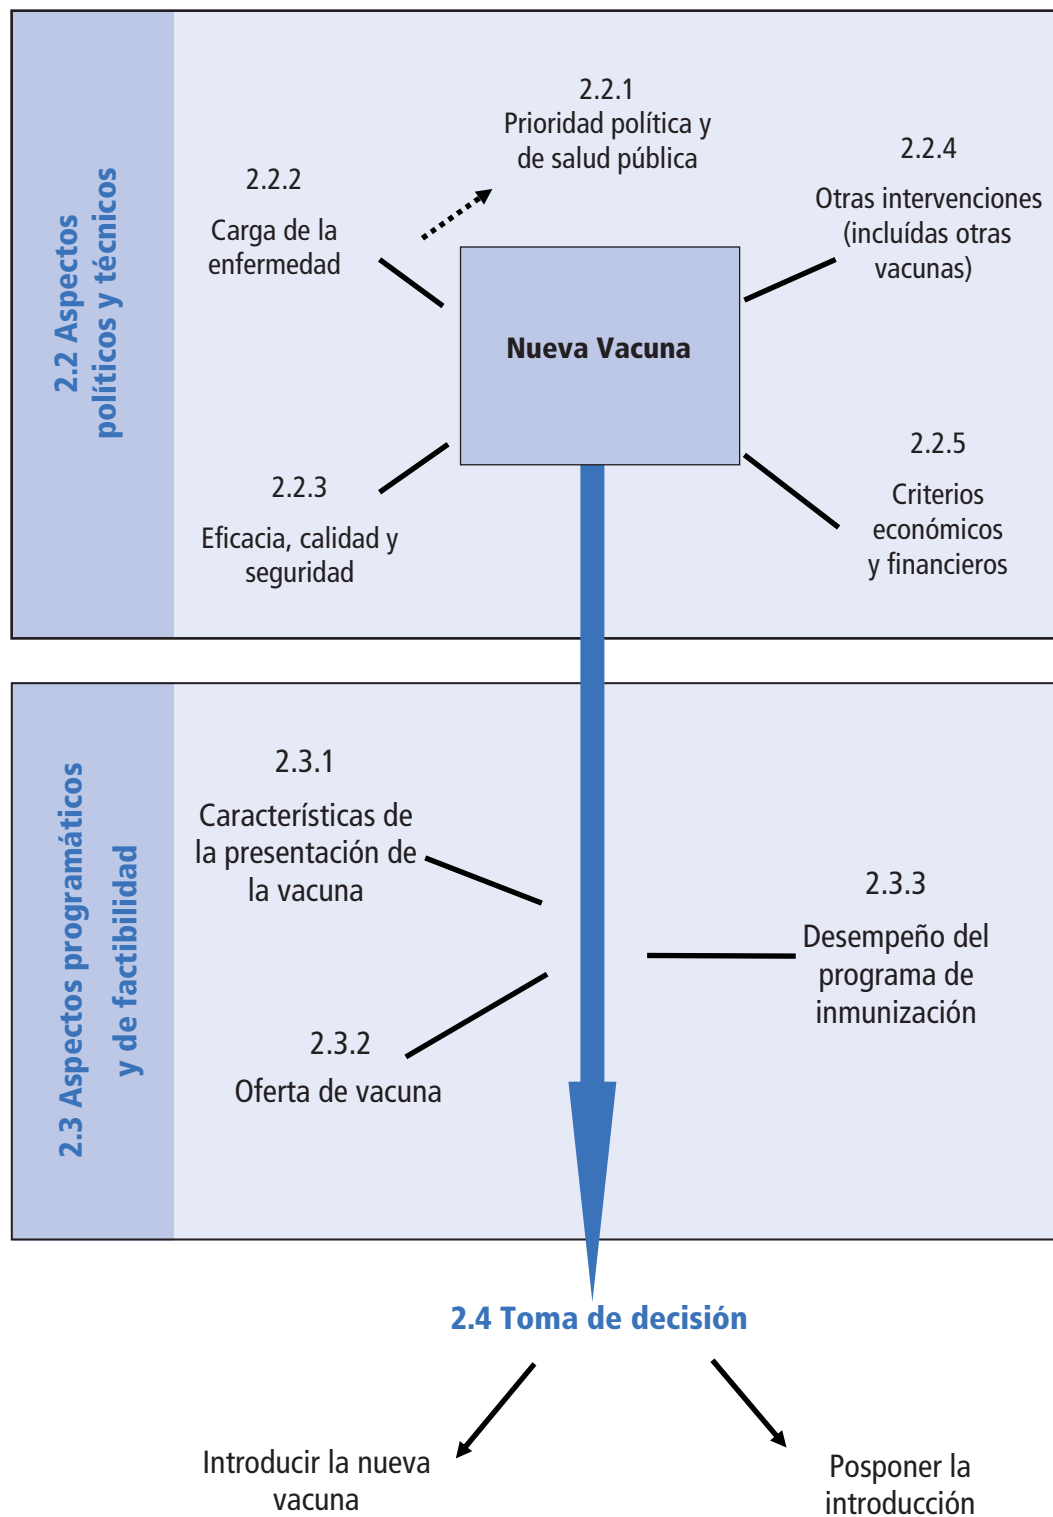 2.2 Aspectos
políticos y técnicos
2.2.1
Prioridad política y
de salud pública
2.2.2
Carga de la
enfermedad
2.2.4
Otras intervenciones
(incluídas otras
vacunas)
Nueva Vacuna
2.2.3
Eficacia, calidad y
seguridad
2.2.5
Criterios
económicos
y financieros
2.3 Aspectos programáticos
y de factibilidad
2.3.1
Características de
la presentación de
la vacuna
2.3.2
Oferta de vacuna
2.3.3
Desempeño del
programa de
inmunización
2.4 Toma de decisión
Introducir la nueva
vacuna
Posponer la
introducción